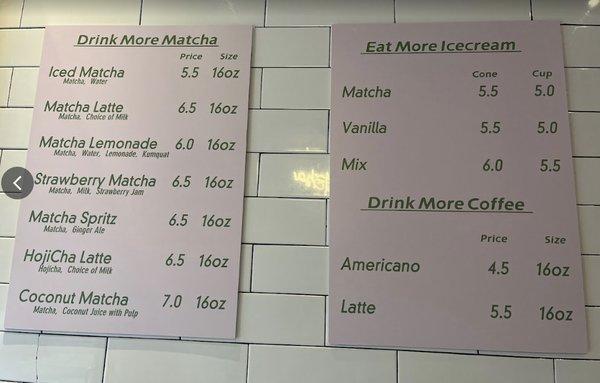 Drink More Matcha
Price Size
Iced Matcha 5.5 16oz
Matcha, Water
Matcha Latte 6.5 16oz
Matcha, Choice of Milk
Matcha Lemonade 6.0 16oz
Matcha, Water, Lemonade, Kumquat
Strawberry Matcha 6.5 16oz
Matcha, Milk, Strawberry Jam
Matcha Spritz 6.5 16oz
Matcha, Ginger Ale
HojiCha Latte 6.5 16oz
Hojicha, Choice of Milk
Coconut Matcha 7.0 16oz
Matcha, Coconut Juice with Pulp
Eat More Icecream
Cone Cup
Matcha 5.5 5.0
Vanilla 5.5 5.0
Mix 6.0 5.5
Drink More Coffee
Price Size
Americano 4.5 16oz
Latte 5.5 16oz